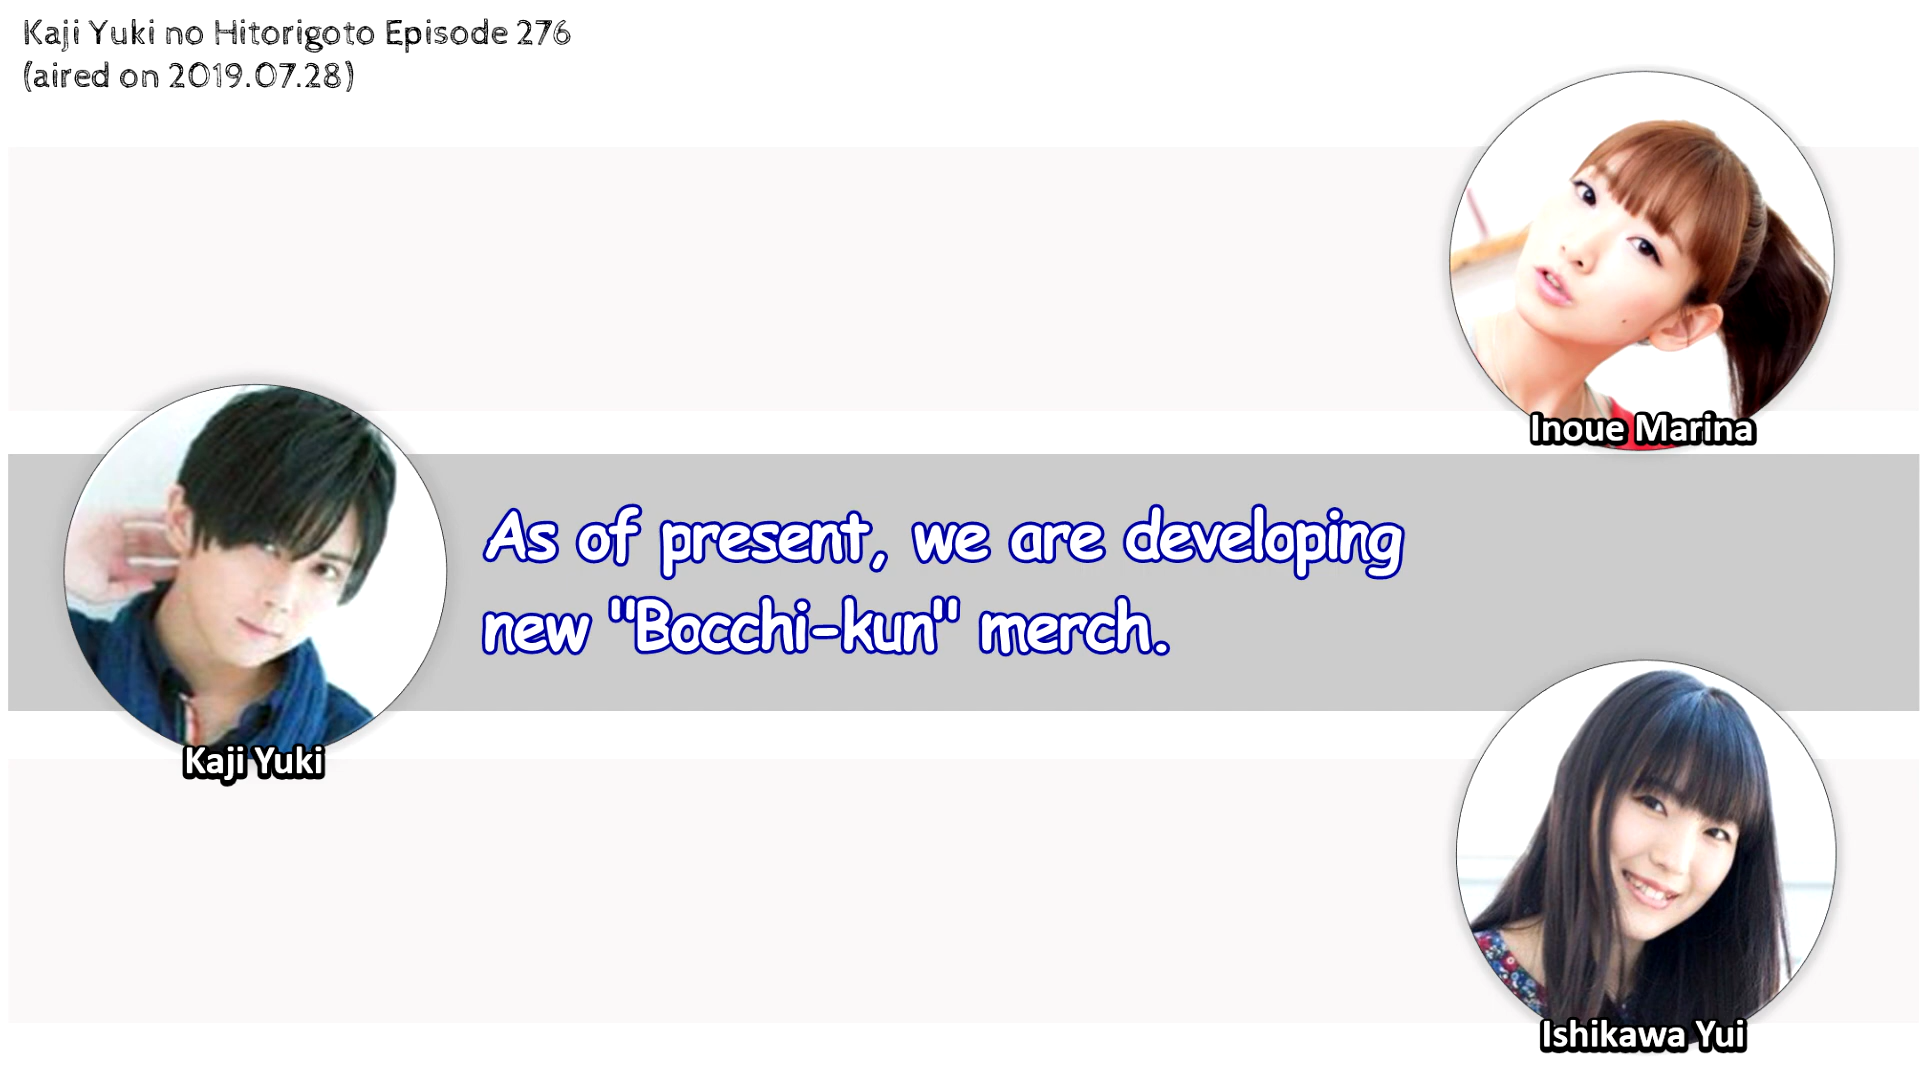 Kaji Yuki no Hitorigoto Episode 276
(aired on 2019.07.28)
Inoue Marina
As of present, we are developing
new "Bocchi-kun" merch.
Kaji Yuki
Ishikawa Yui